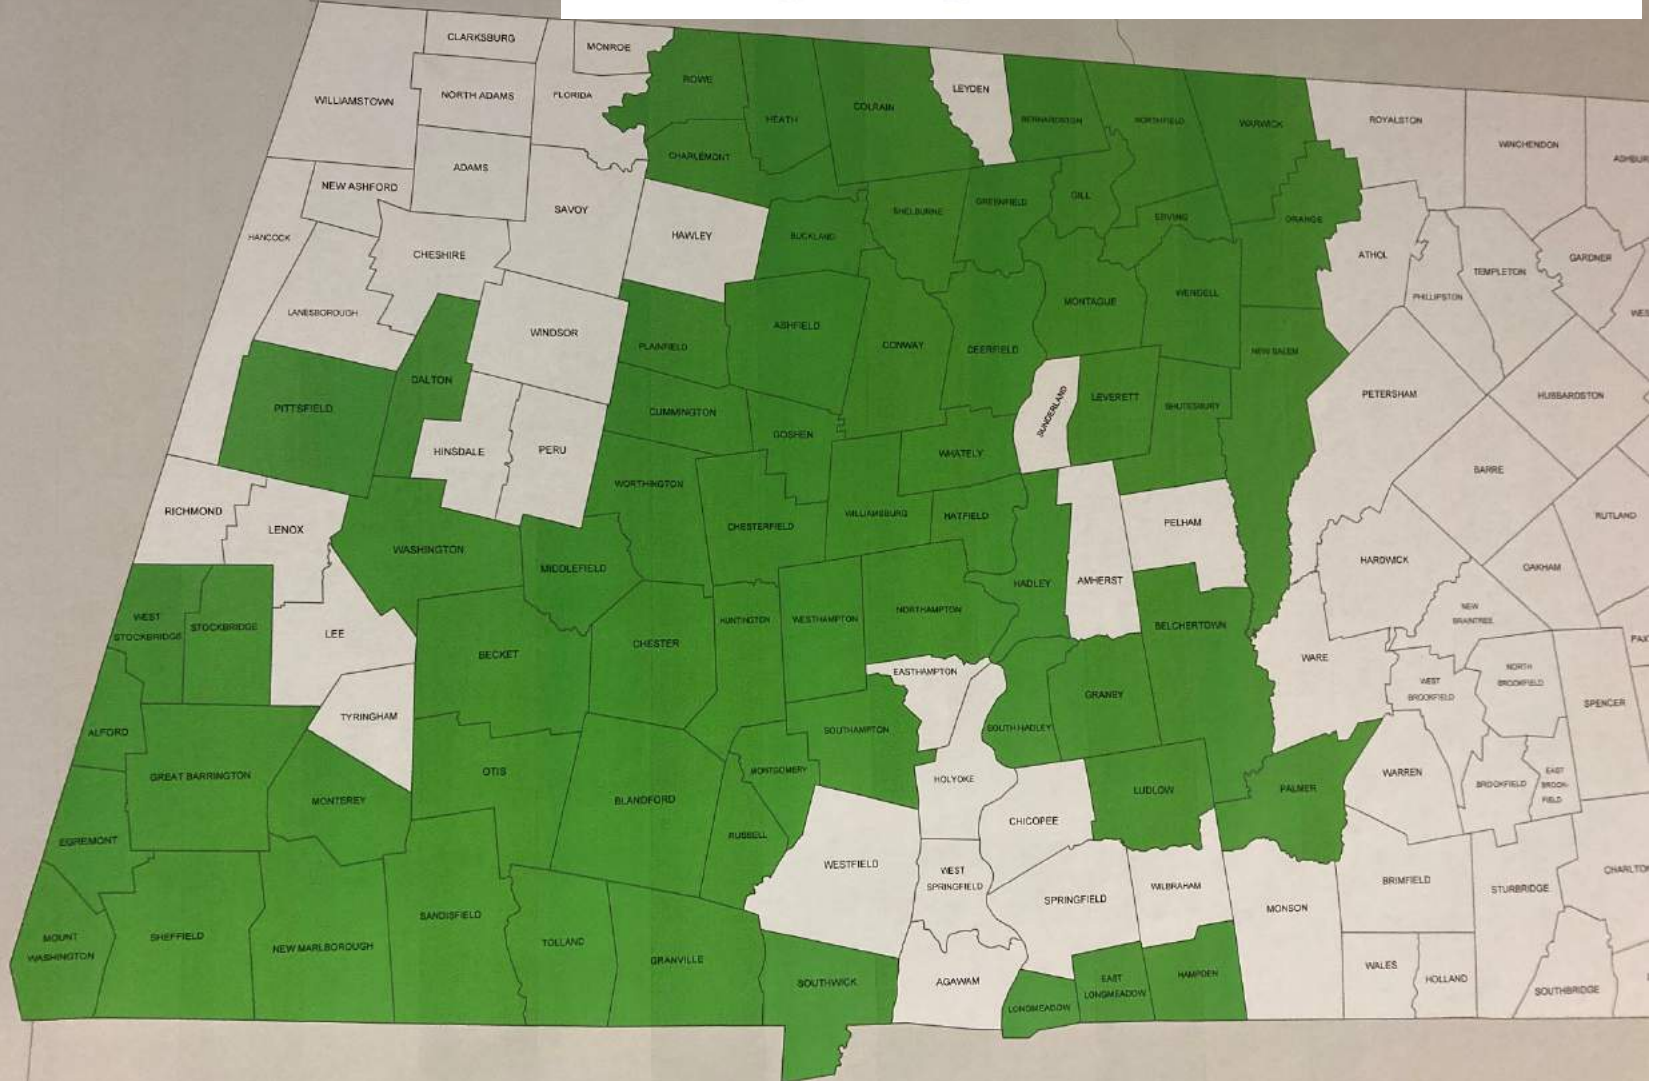 CLARKSBURG
MONROE
WILLIAMSTOWN
NORTH ADAMS
FLORIDA
ROWE
HEATH
COLRAIN
LEYDEN
BERNARDSTON
NORTHFIELD
WARWICK
ROYALSTON
WINCHENDON
ADAMS
CHARLEMONT
NEW ASHFORD
SAVOY
SHELBURNE
GREENFIELD
GILL
ERVING
ORANGE
HANCOCK
CHESHIRE
HAWLEY
BUCKLAND
ATHOL
GARDNER
TEMPLETON
PHILLIPSTON
LANESBOROUGH
WINDSOR
PLAINFIELD
ASHFIELD
CONWAY
DEERFIELD
MONTAGUE
WENDELL
NEW SALEM
DALTON
PITTSFIELD
CUMMINGTON
GOSHEN
SUNDERLAND
LEVERETT
SHUTESBURY
PETERSHAM
HUBBARDSTON
HINSDALE
PERU
WHATELY
BARRE
RICHMOND
LENOX
WORTHINGTON
CHESTERFIELD
WILLIAMSBURG
HATFIELD
PELHAM
RUTLAND
WASHINGTON
MIDDLEFIELD
HADLEY
AMHERST
HARDWICK
OAKHAM
WEST
STOCKBRIDGE
STOCKBRIDGE
LEE
BECKET
CHESTER
HUNTINGTON
WESTHAMPTON
NORTHAMPTON
BELCHERTOWN
NEW
BRAINTREE
WARE
EASTHAMPTON
GRANBY
WEST
BROOKFIELD
NORTH
BROOKFIELD
SPENCER
TYRINGHAM
ALFORD
SOUTHAMPTON
SOUTH HADLEY
GREAT BARRINGTON
OTIS
MONTGOMERY
HOLYOKE
LUDLOW
PALMER
WARREN
BROOKFIELD
EAST
BROOK-
FIELD
MONTEREY
BLANDFORD
CHICOPEE
EGREMONT
RUSSELL
WESTFIELD
WEST
SPRINGFIELD
SPRINGFIELD
WILBRAHAM
MONSON
BRIMFIELD
STURBRIDGE
MOUNT
WASHINGTON
SHEFFIELD
NEW MARLBOROUGH
SANDISFIELD
TOLLAND
GRANVILLE
SOUTHWICK
AGAWAM
LONGMEADOW
EAST
LONGMEADOW
HAMPDEN
WALES
HOLLAND
SOUTHBRIDGE